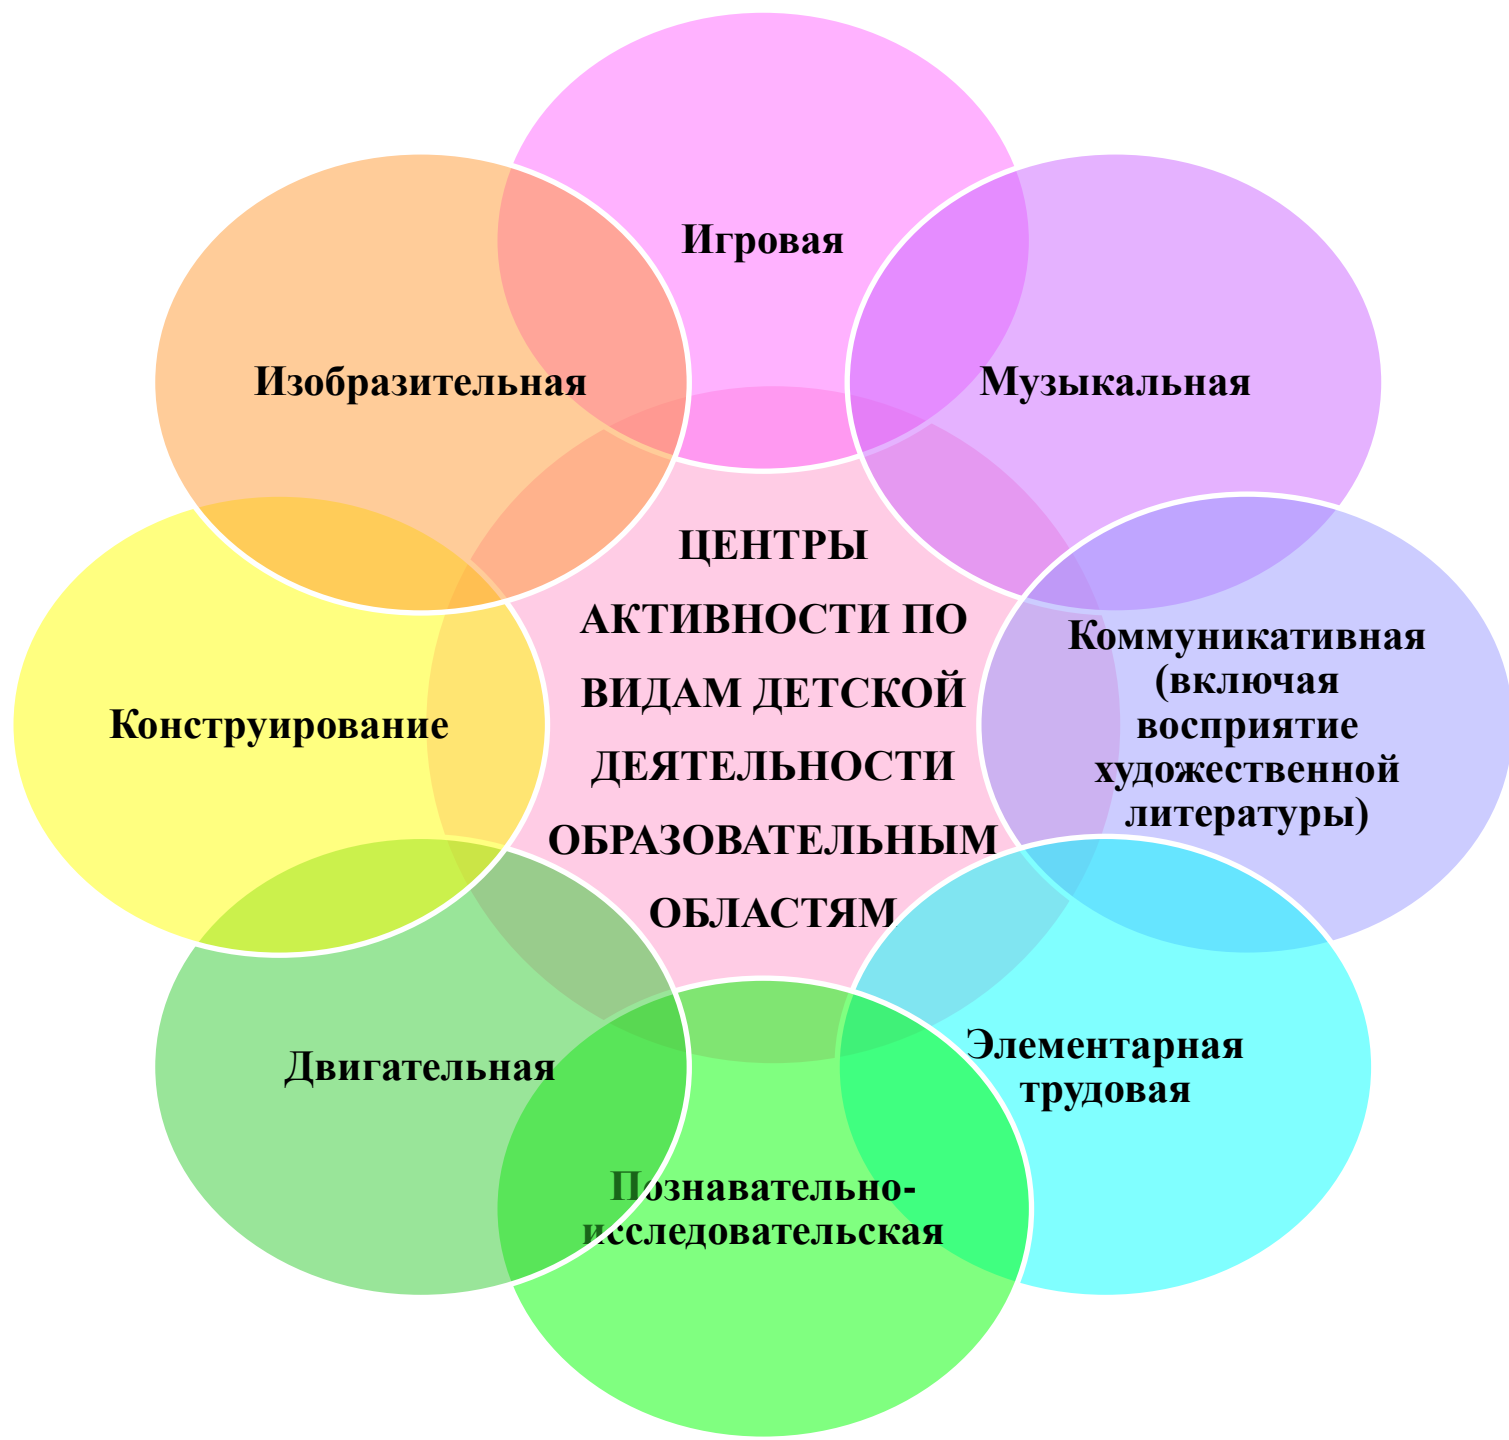 Игровая
Музыкальная
Коммуникативная
(включая
восприятие
художественной
литературы)
Элементарная
трудовая
Познавательно-
исследовательская
Двигательная
Конструирование
Изобразительная
ЦЕНТРЫ
АКТИВНОСТИ ПО
ВИДАМ ДЕТСКОЙ
ДЕЯТЕЛЬНОСТИ
ОБРАЗОВАТЕЛЬНЫМ
ОБЛАСТЯМ